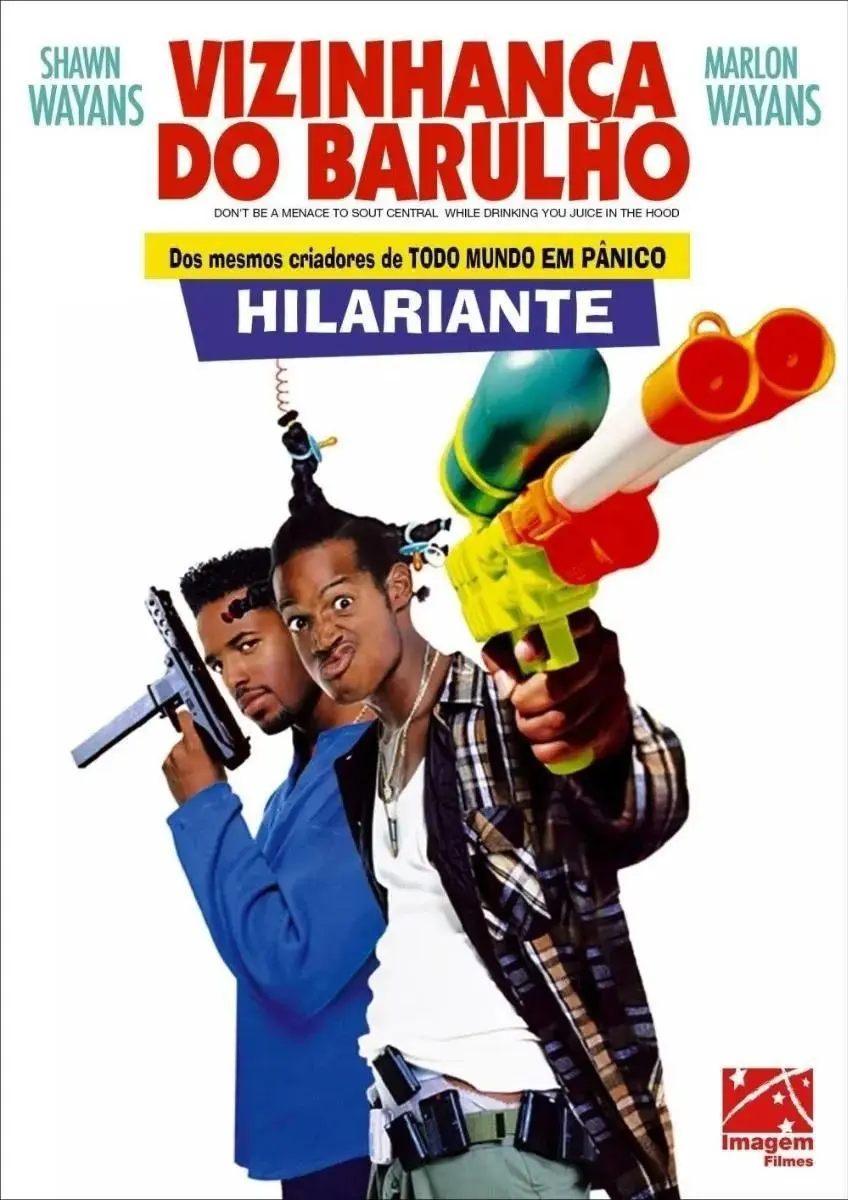 SHAWN
WAYANS
VIZINHANÇA
DO BARULHO
MARLON
WAYANS
DON'T BE A MENACE TO SOUT CENTRAL WHILE DRINKING YOU JUICE IN THE HOOD
Dos mesmos criadores de TODO MUNDO EM PÂNICO
HILARIANTE
Imagem
Filmes